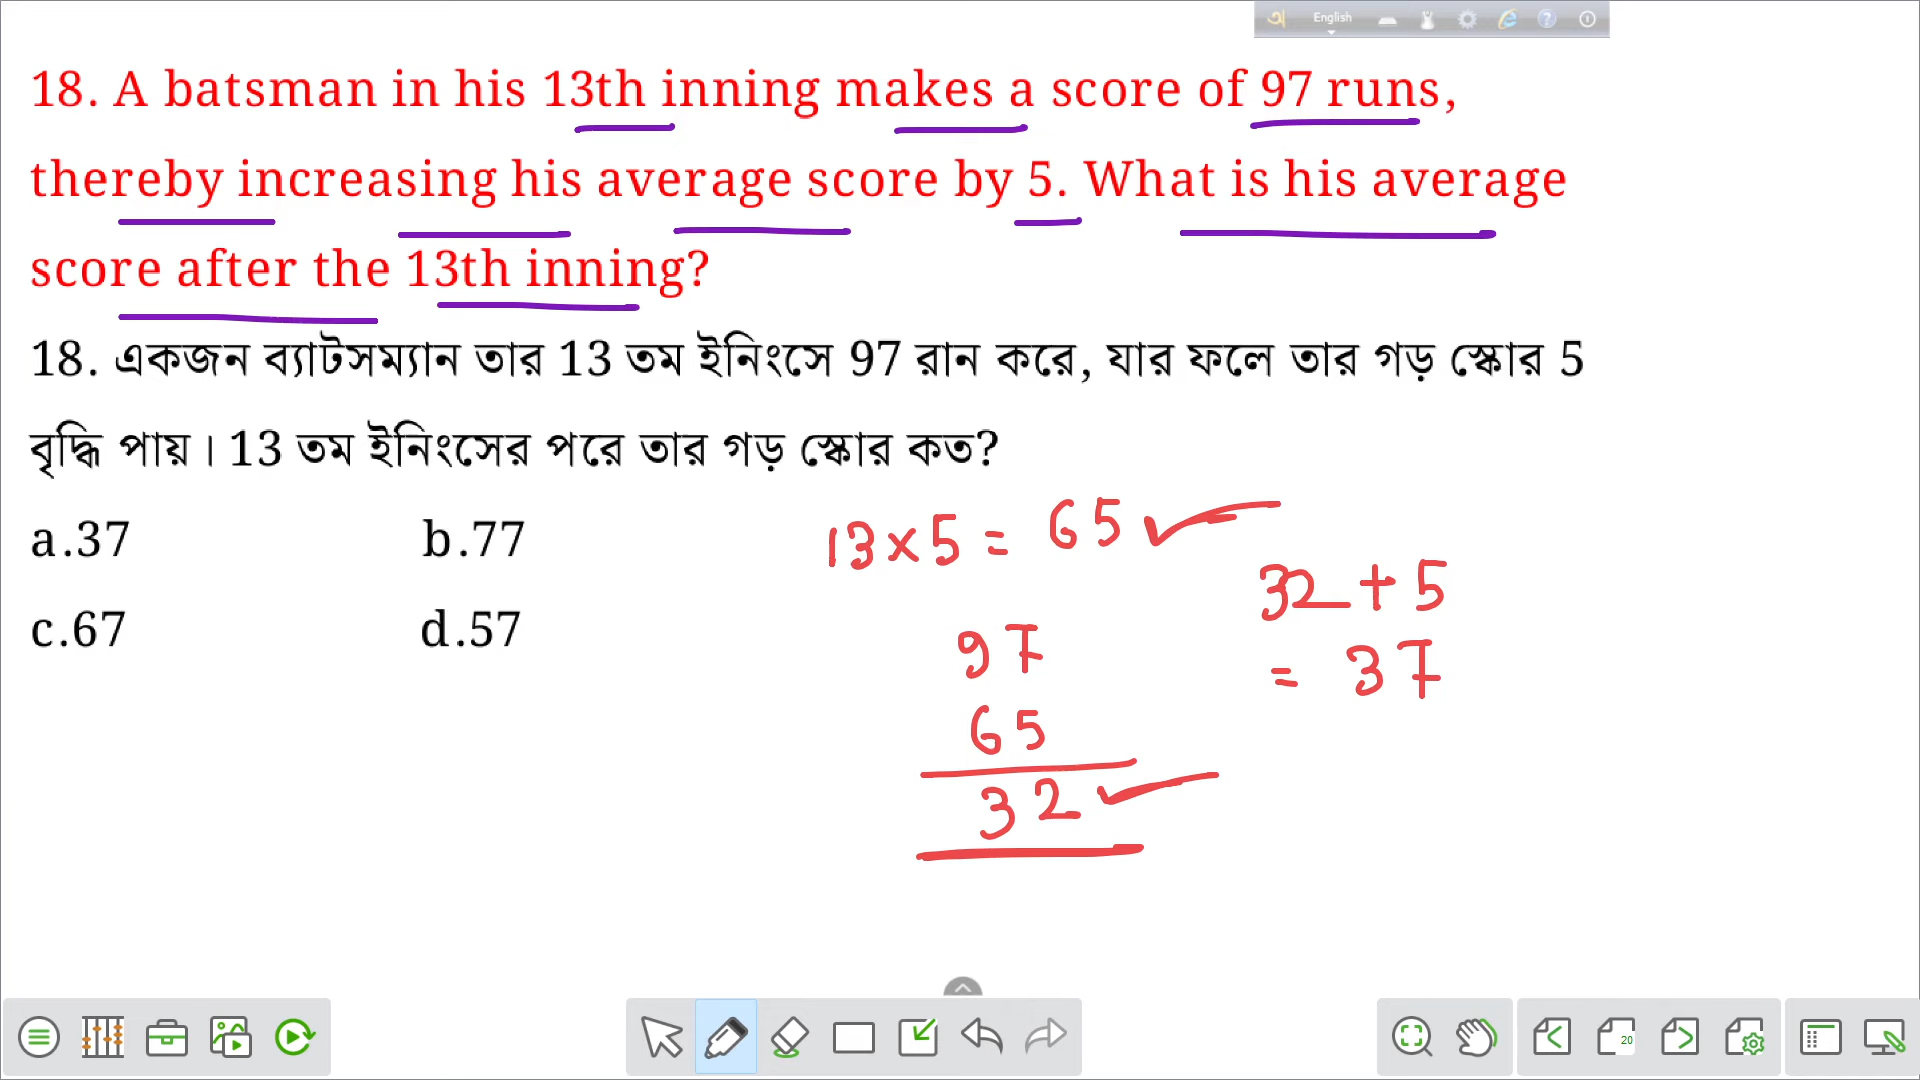 English
18. A batsman in his 13th inning makes a score of 97 runs,
thereby increasing his average score by 5. What is his average
score after the 13th inning?
18. একজন ব্যাটসম্যান তার 13 তম ইনিংসে 97 রান করে, যার ফলে তার গড় স্কোর 5
বৃদ্ধি পায়। 13 তম ইনিংসের পরে তার গড় স্কোর কত?
a.37 b.77
c.67 d.57
13×5 = 65
32+5
= 37
97
65
32
20